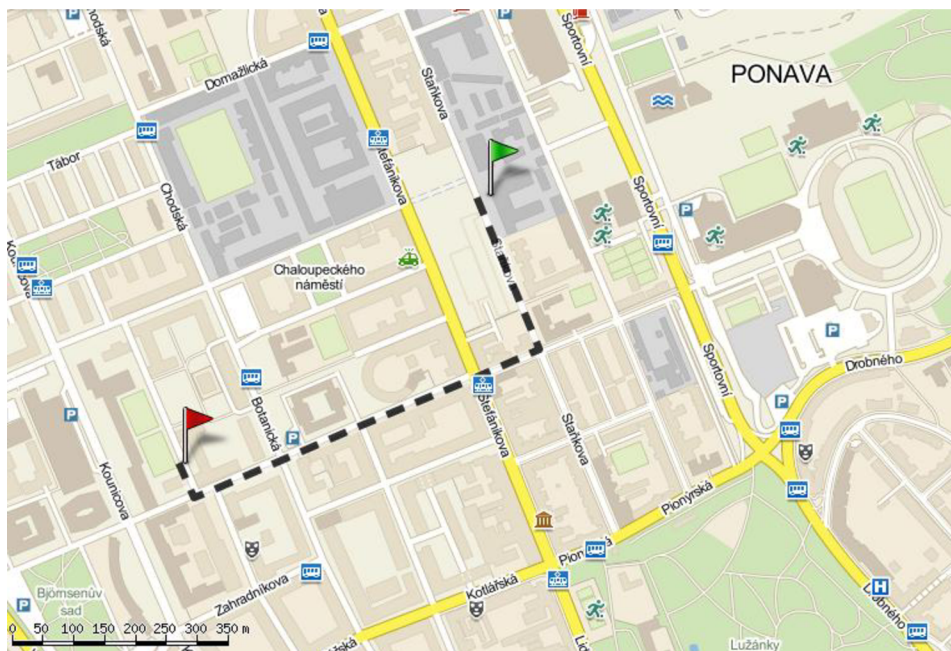 Chodská
Domažlická
Staňkova
Sportovní
PONAVA
Tábor
Štefánikova
Chodská
Sportovní
Chaloupeckého
náměstí
Drobného
Sportovní
Botanická
Štefánikova
Staňkova
Kounicova
Pionýrská
Zahradníkova
Kotlářská
Björnsenův
sad
Drobného
0 50 100 150 200 250 300 350 m
Lužánky